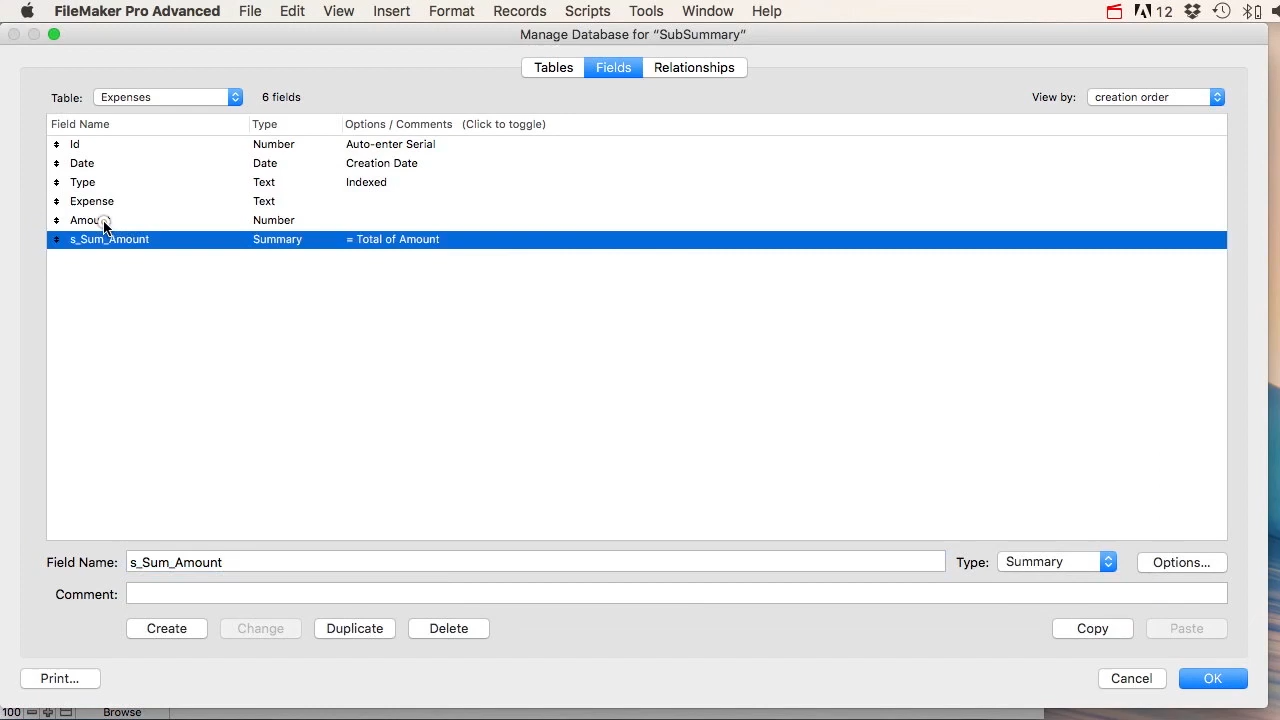 FileMaker Pro Advanced File Edit View Insert Format Records Scripts Tools Window Help 12
Manage Database for “SubSummary”
Tables Fields Relationships
Table: Expenses 6 fields View by: creation order
Field Name Type Options / Comments (Click to toggle)
Id Number Auto-enter Serial
Date Date Creation Date
Type Text Indexed
Expense Text
Amount Number
s_Sum_Amount Summary = Total of Amount
Field Name: s_Sum_Amount Type: Summary Options...
Comment:
Create Change Duplicate Delete Copy Paste
Print... Cancel OK
100 Browse